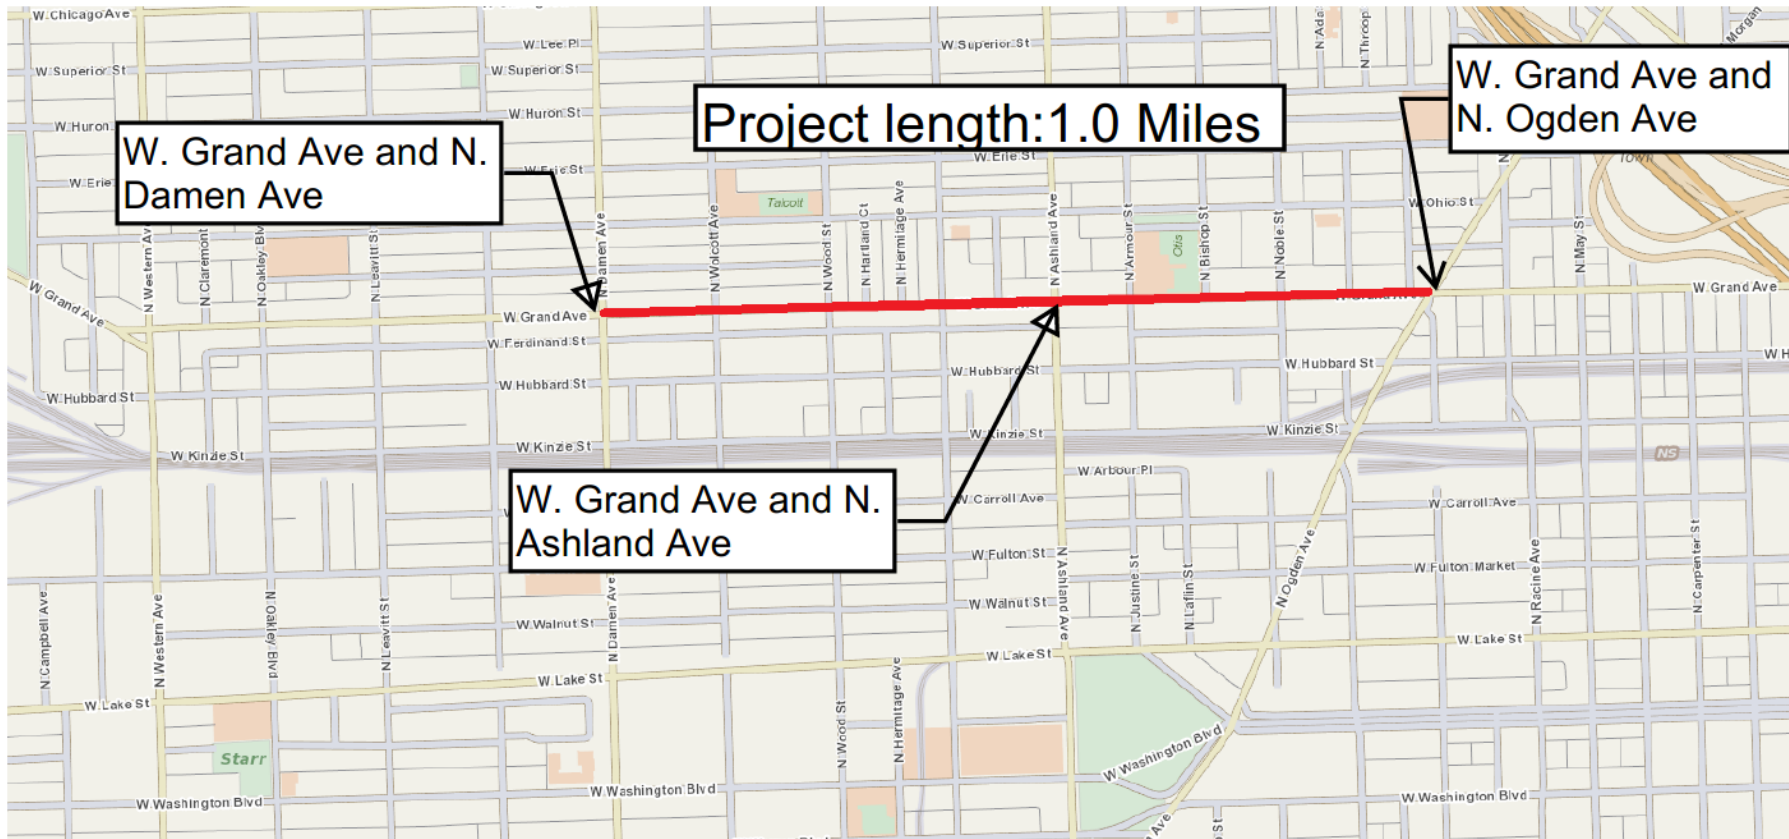 W Chicago Ave
W Lee Pl
W Superior St
N Ada
N Throop
Morgan
W Superior St
W Superior St
W. Grand Ave and
N. Ogden Ave
Project length:1.0 Miles
W Huron
W Huron St
W. Grand Ave and N.
Damen Ave
W Erie
W Erie St
W Erie St
TOWN
Talcott
W Ohio St
N Western Av
N Claremont
N Oakley Blv
N Leavitt St
N Damen Ave
N Wolcott Ave
N Wood St
N Hartland Ct
N Hermitage Ave
N Ashland Ave
N Armour St
Otis
N Bishop St
N Noble St
N May St
W Grand Ave
W Grand Ave
W Grand Ave
W Grand Ave
W Ferdinand St
W Hubbard St
W Hubbard St
W Hubbard St
W Hubbard St
W H
W Kinzie St
W Kinzie St
W Kinzie St
W Kinzie St
NS
W Arbour Pl
W. Grand Ave and N.
Ashland Ave
W Carroll Ave
W Carroll Ave
W Fulton St
W Fulton Market
N Campbell Ave
N Western Ave
N Oakley Blvd
N Leavitt St
N Damen Ave
N Ashland Ave
N Justine St
N Laflin St
N Ogden Ave
N Racine Ave
N Carpenter St
W Walnut St
W Walnut St
W Lake St
W Lake St
W Lake St
W Lake St
N Wood St
N Hermitage Ave
Starr
W Washington Blvd
W Washington Blvd
W Washington Blvd
W Washington Blvd